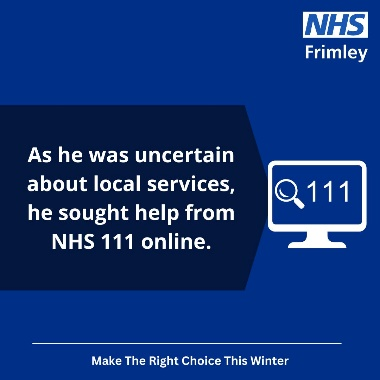 NHS
Frimley
As he was uncertain
about local services,
he sought help from
NHS 111 online.
111
Make The Right Choice This Winter